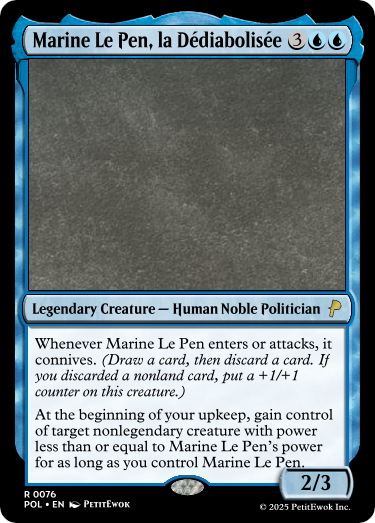 Marine Le Pen, la Dédiabolisée 3
Legendary Creature — Human Noble Politician
Whenever Marine Le Pen enters or attacks, it
connives. (Draw a card, then discard a card. If
you discarded a nonland card, put a +1/+1
counter on this creature.)
At the beginning of your upkeep, gain control
of target nonlegendary creature with power
less than or equal to Marine Le Pen's power
for as long as you control Marine Le Pen.
2/3
R 0076
POL • EN PetitEwok
© 2025 PetitEwok Inc.